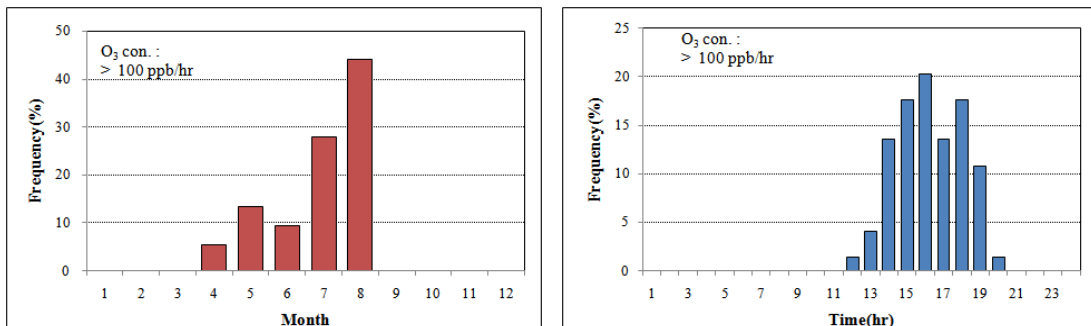 O₃ con. :
> 100 ppb/hr
Frequency(%)
50
40
30
20
10
0
1 2 3 4 5 6 7 8 9 10 11 12
Month
O₃ con. :
> 100 ppb/hr
Frequency(%)
25
20
15
10
5
0
1 3 5 7 9 11 13 15 17 19 21 23
Time(hr)